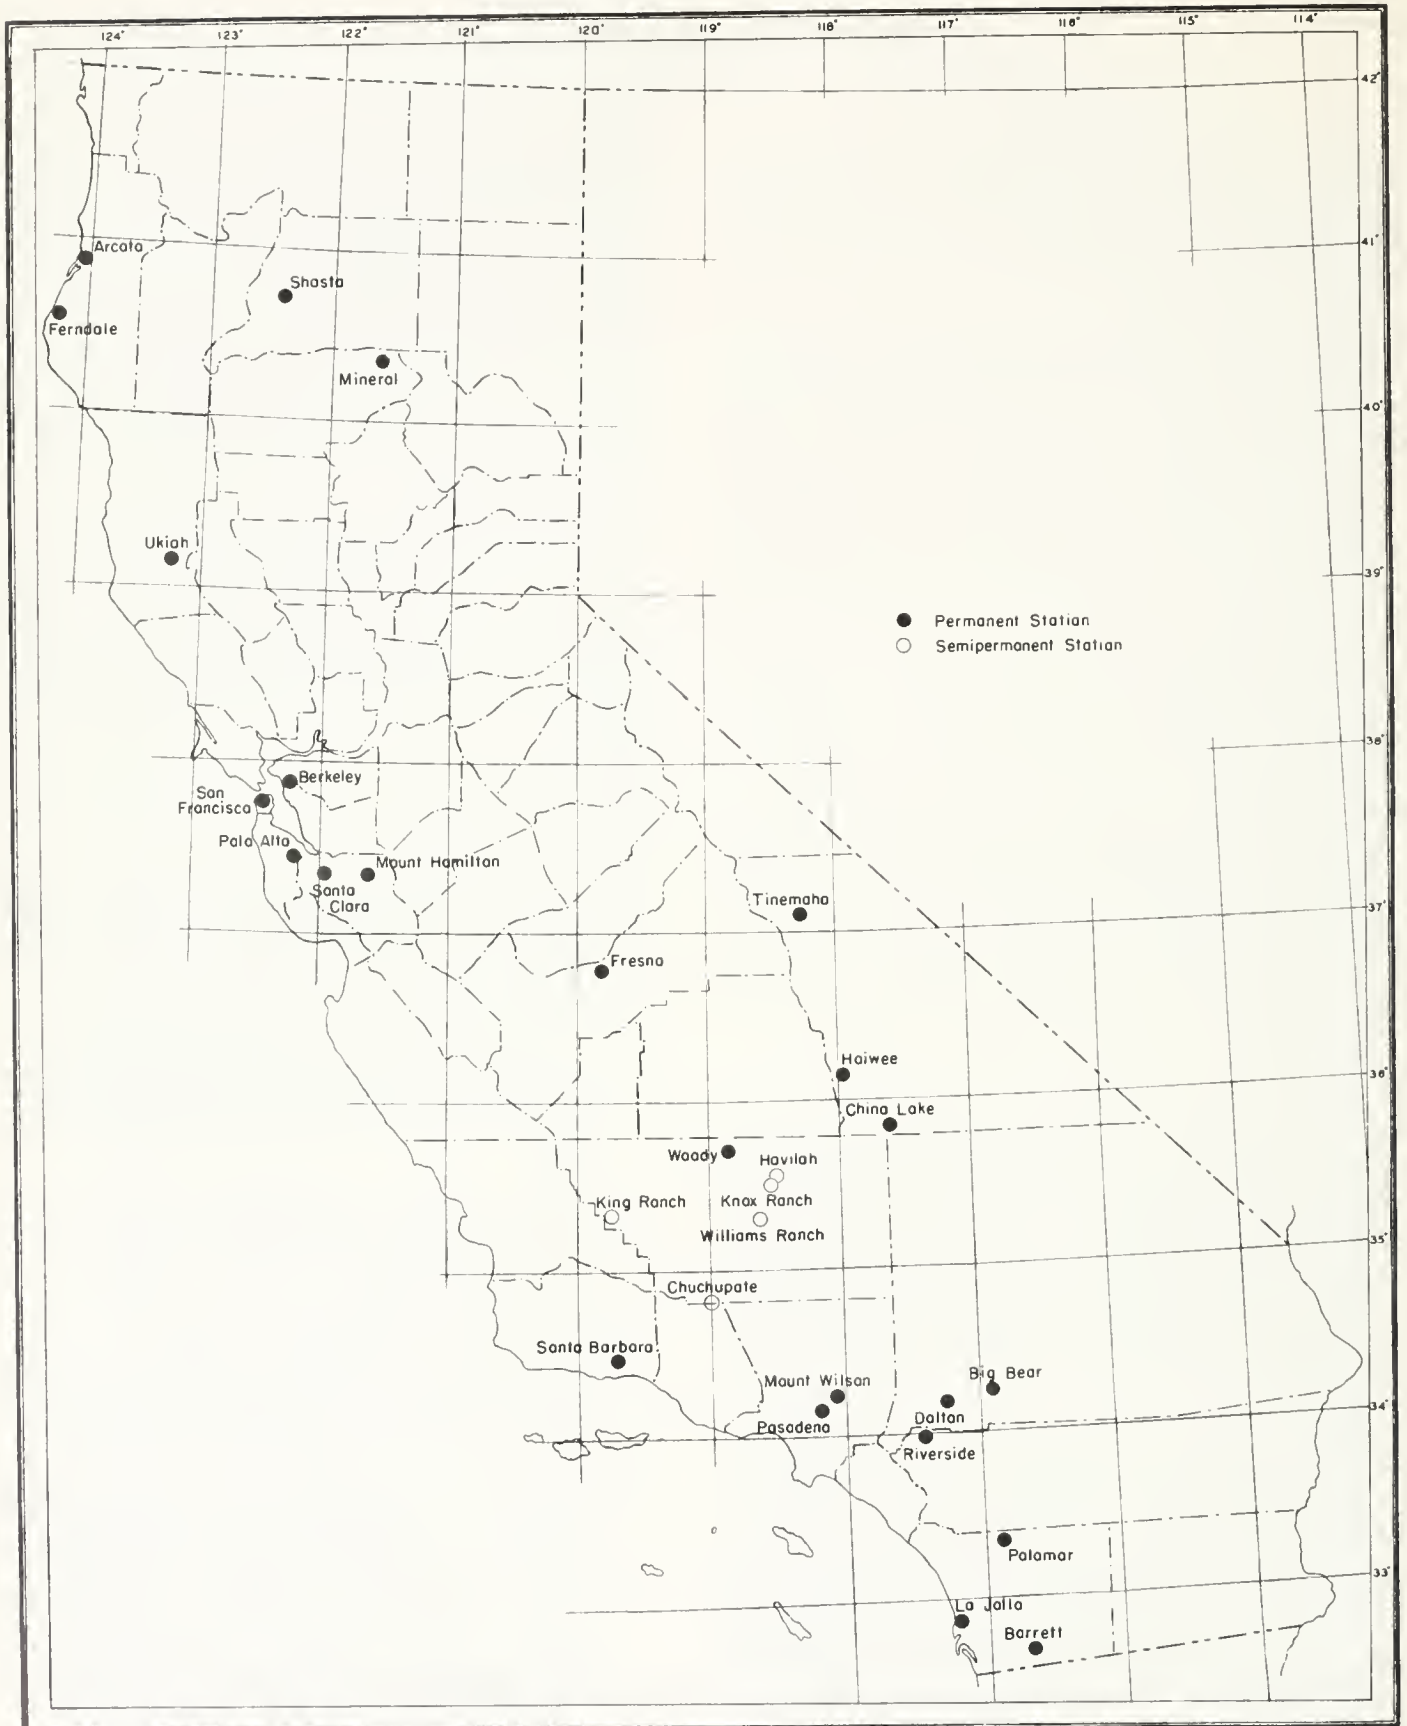 124°
123°
122°
121°
120°
119°
118°
117°
116°
115°
114°
42°
41°
Arcata
Shasta
Ferndale
Mineral
40°
Ukiah
39°
Permanent Station
Semipermanent Station
38°
Berkeley
San
Francisco
Palo Alto
Mount Hamilton
Santa
Clara
Tinemaha
37°
Fresno
Haiwee
36°
China Lake
Woody
Havilah
King Ranch
Knox Ranch
Williams Ranch
35°
Chuchupate
Santa Barbara
Mount Wilson
Big Bear
Pasadena
Dalton
34°
Riverside
Palomar
33°
La Jolla
Barrett